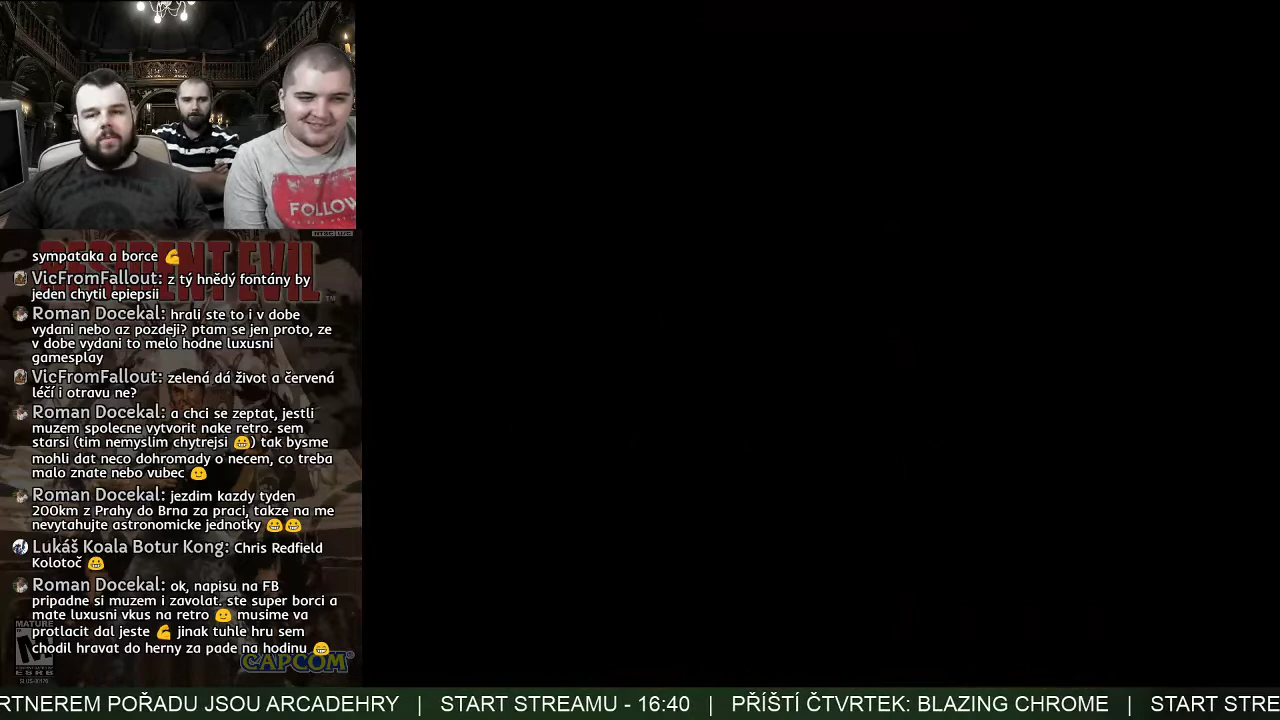 FOLLOW
NTSC U/C
RESIDENT EVIL
TM
sympataka a borce 💪
VicFromFallout: z tý hnědý fontány by
jeden chytil epiepsii
Roman Docekal: hrali ste to i v dobe
vydani nebo az pozdeji? ptam se jen proto, ze
v dobe vydani to melo hodne luxusni
gamesplay
VicFromFallout: zelená dá život a červená
léčí i otravu ne?
Roman Docekal: a chci se zeptat, jestli
muzem spolecne vytvorit nake retro. sem
starsi (tim nemyslim chytrejsi 😀) tak bysme
mohli dat neco dohromady o necem, co treba
malo znate nebo vubec 🙂
Roman Docekal: jezdim kazdy tyden
200km z Prahy do Brna za praci, takze na me
nevytahujte astronomicke jednotky 😀😀
Lukáš Koala Botur Kong: Chris Redfield
Kolotoč 😀
Roman Docekal: ok, napisu na FB
pripadne si muzem i zavolat. ste super borci a
mate luxusni vkus na retro 🙂 musime va
protlacit dal jeste 💪 jinak tuhle hru sem
chodil hravat do herny za pade na hodinu 😁
MATURE
ESRB
CAPCOM
RTNEREM POŘADU JSOU ARCADEHRY | START STREAMU - 16:40 | PŘÍŠTÍ ČTVRTEK: BLAZING CHROME | START STRE